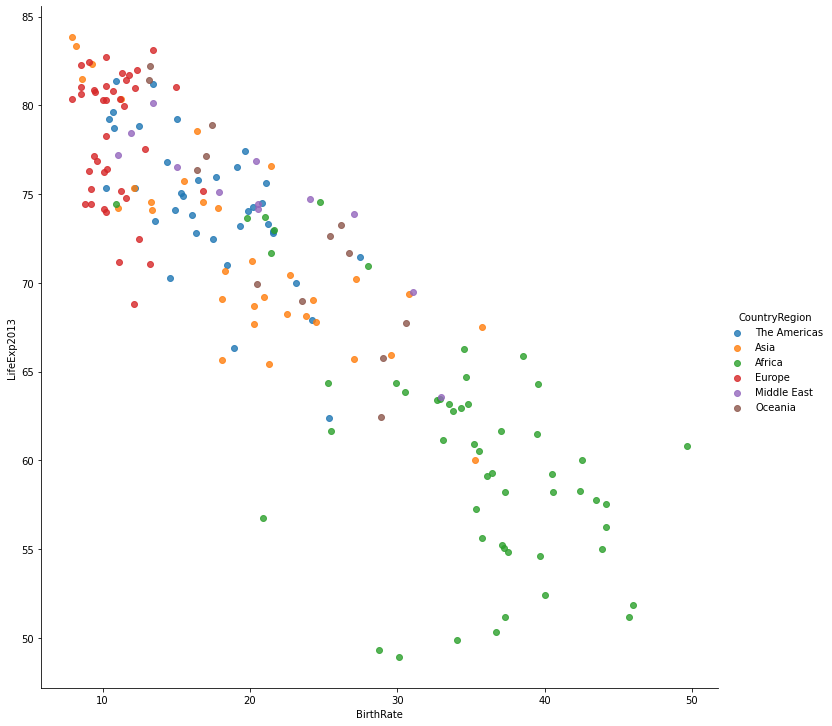 85
80
75
70
65
60
55
50
LifeExp2013
10 20 30 40 50
BirthRate
CountryRegion
The Americas
Asia
Africa
Europe
Middle East
Oceania